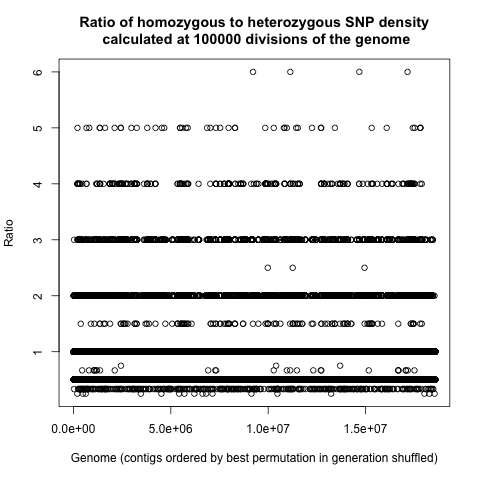 Ratio of homozygous to heterozygous SNP density
calculated at 100000 divisions of the genome
Ratio
6
5
4
3
2
1
0.0e+00 5.0e+06 1.0e+07 1.5e+07
Genome (contigs ordered by best permutation in generation shuffled)